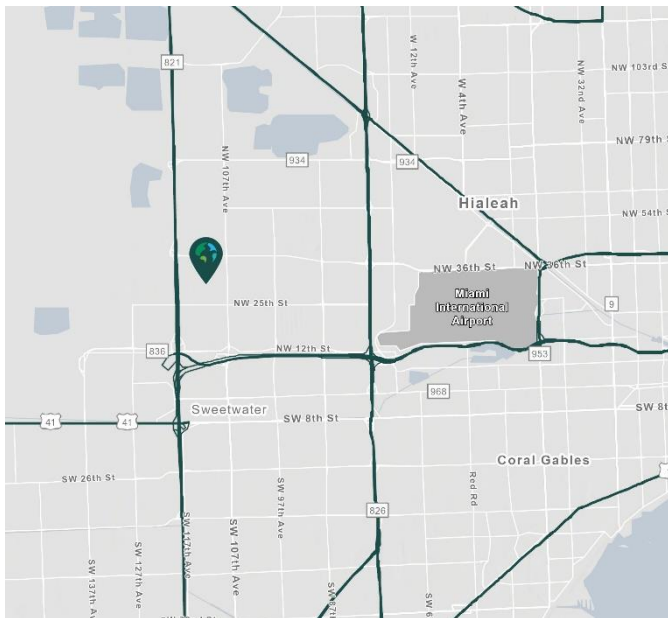 821
W 12th Ave
W 4th Ave
NW 32nd Ave
NW 103rd S
NW 79th
NW 107th Ave
934
934
Hialeah
NW 54th
NW 36th St
NW 36th St
Miami
International
Airport
NW 25th St
9
836
NW 12th St
953
968
Sweetwater
41
41
SW 8th St
SW 8t
Coral Gables
SW 26th St
SW 97th Ave
Red Rd
826
SW 117th Ave
SW 107th Ave
SW 127th Ave
SW 137th Ave